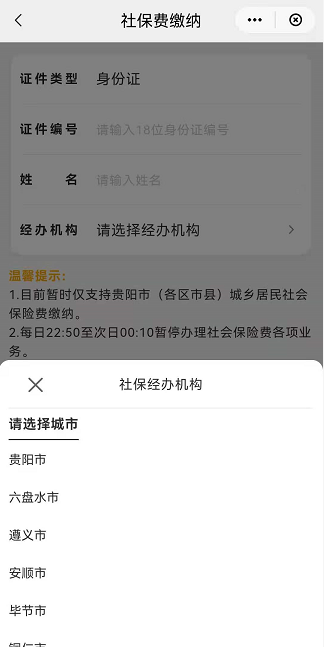 社保费缴纳
证件类型 身份证
证件编号 请输入18位身份证编号
姓 名 请输入姓名
经办机构 请选择经办机构
温馨提示：
1.目前暂时仅支持贵阳市（各区市县）城乡居民社会
保险费缴纳。
2.每日22:50至次日00:10暂停办理社会保险费各项业
务。
社保经办机构
请选择城市
贵阳市
六盘水市
遵义市
安顺市
毕节市
铜仁市